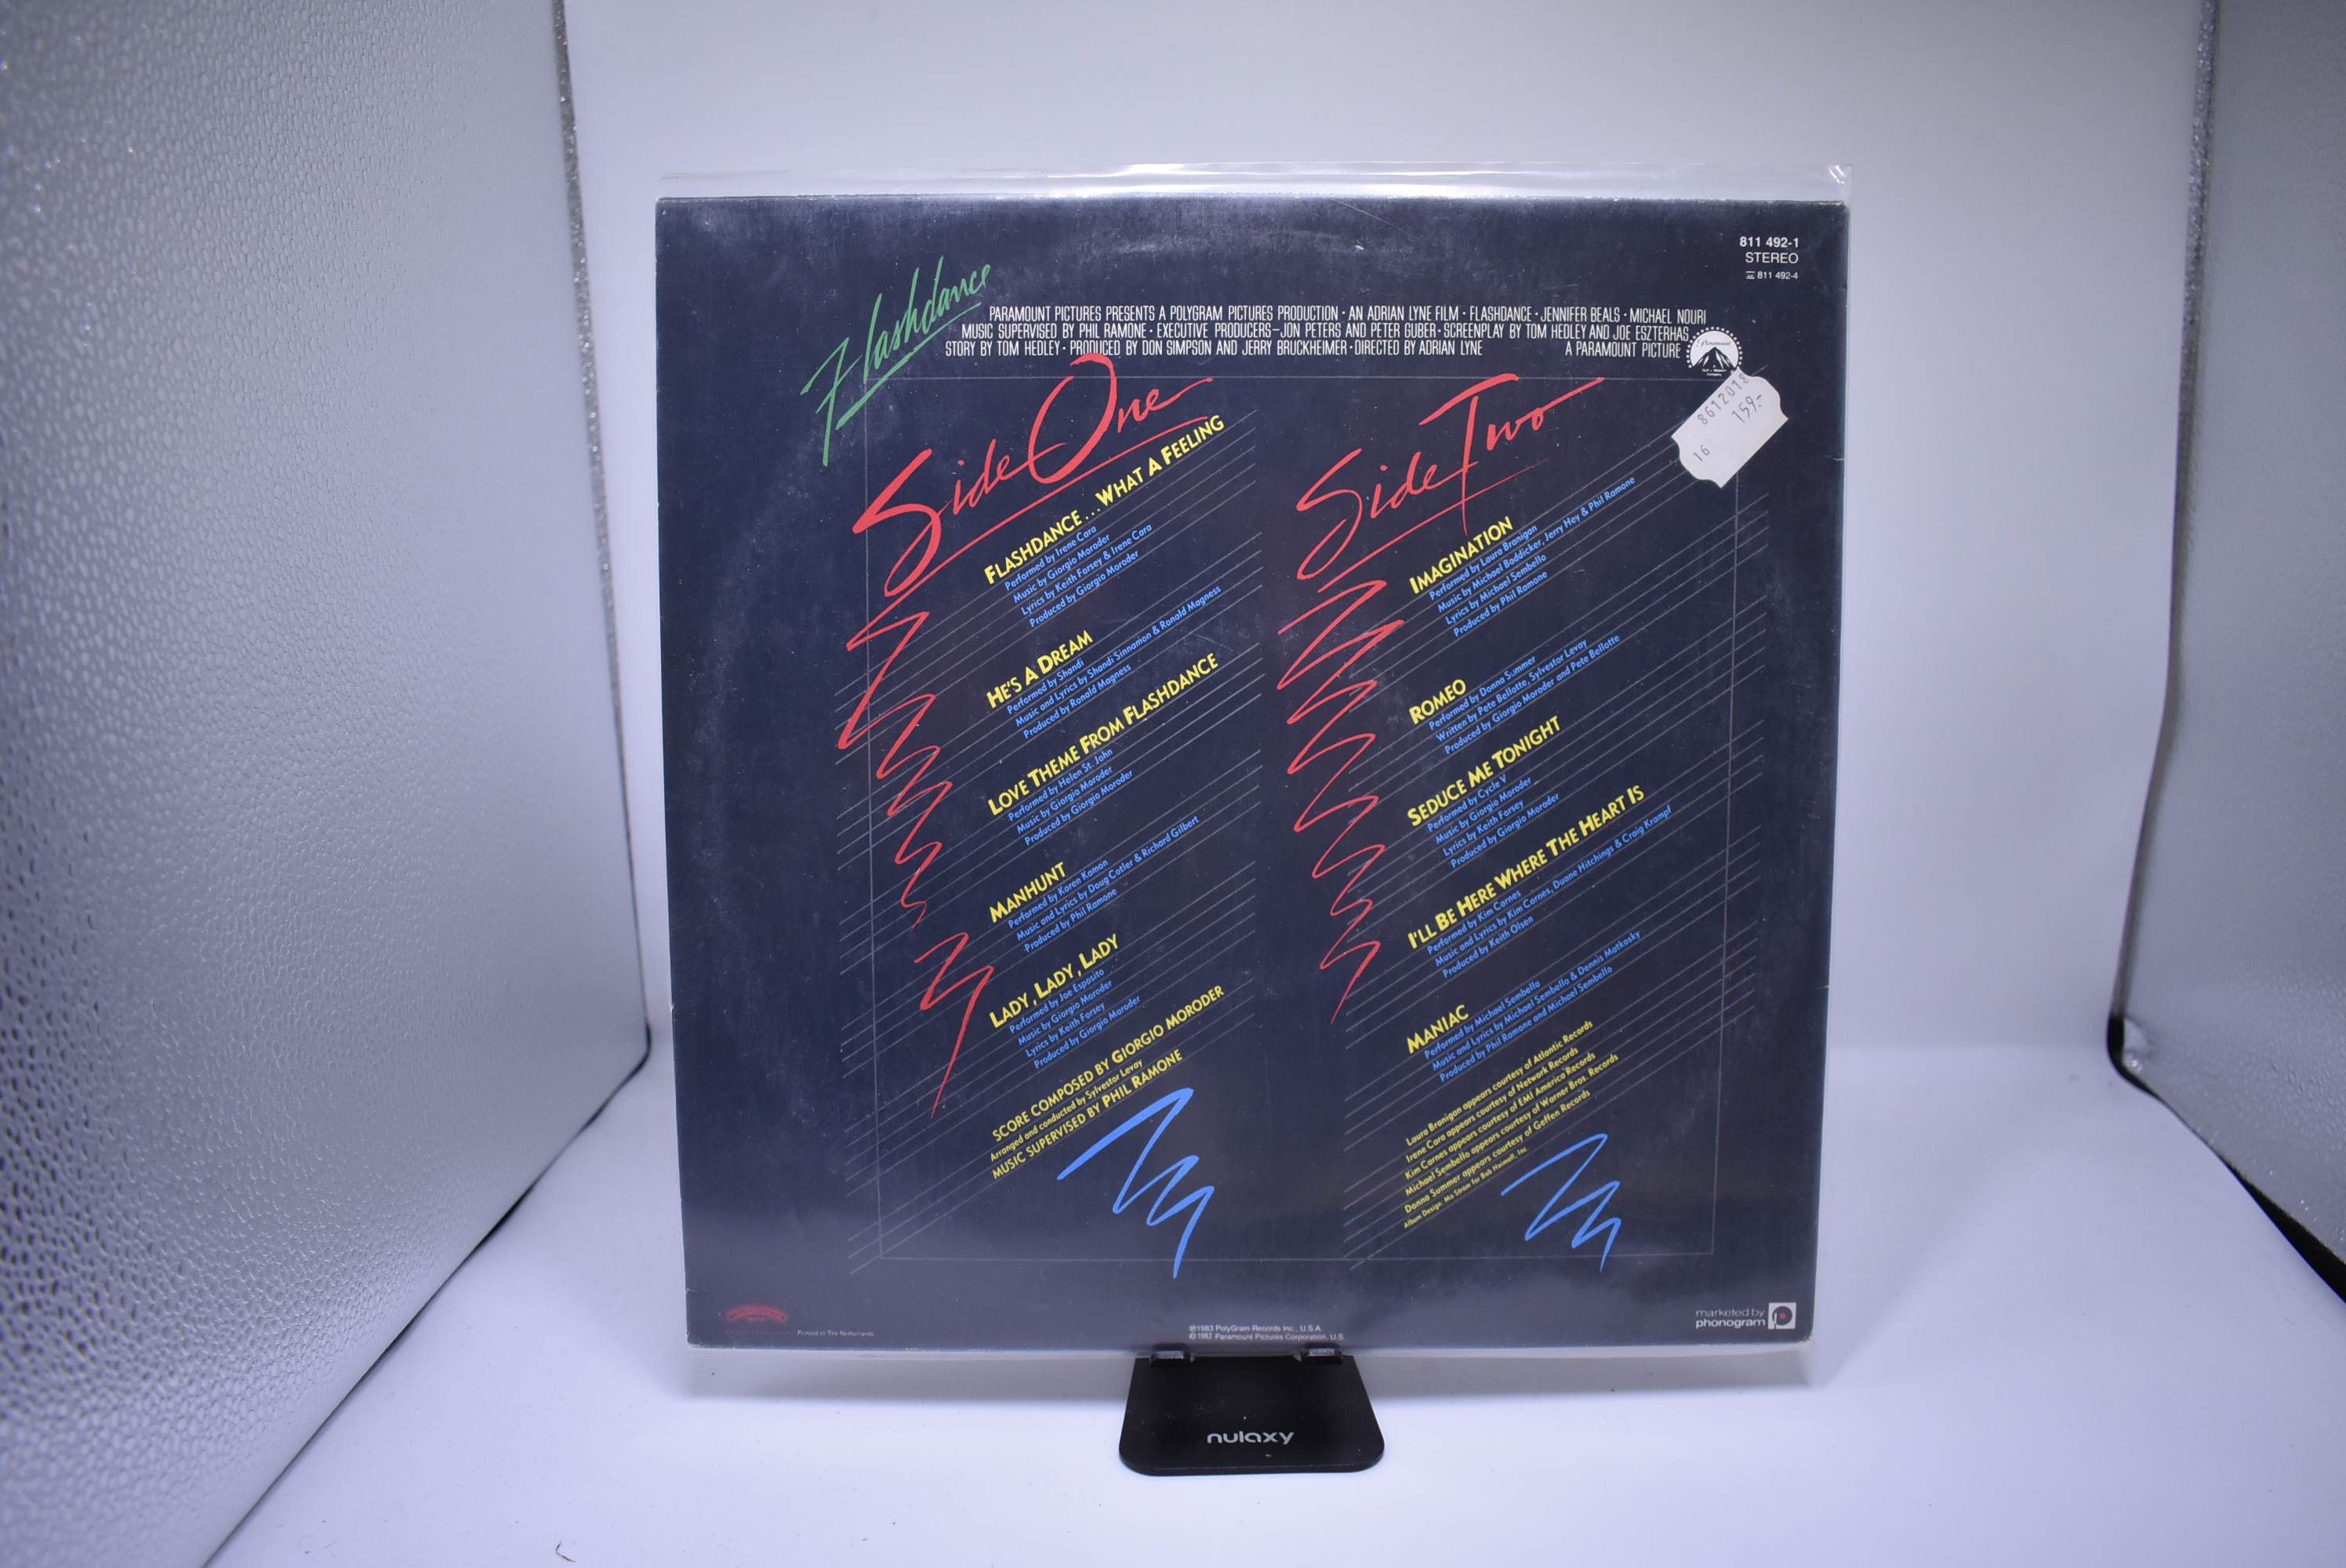 811 492-1
STEREO
811 492-4
Flashdance
PARAMOUNT PICTURES PRESENTS A POLYGRAM PICTURES PRODUCTION · AN ADRIAN LYNE FILM · FLASHDANCE · JENNIFER BEALS · MICHAEL NOURI
MUSIC SUPERVISED BY PHIL RAMONE · EXECUTIVE PRODUCERS–JON PETERS AND PETER GUBER · SCREENPLAY BY TOM HEDLEY AND JOE ESZTERHAS
STORY BY TOM HEDLEY · PRODUCED BY DON SIMPSON AND JERRY BRUCKHEIMER · DIRECTED BY ADRIAN LYNE
A PARAMOUNT PICTURE
Paramount
8612018
159.-
16
Side One
FLASHDANCE...WHAT A FEELING
Performed by Irene Cara
Music by Giorgio Moroder
Lyrics by Keith Forsey & Irene Cara
Produced by Giorgio Moroder
HE'S A DREAM
Performed by Shandi
Music and Lyrics by Shandi Sinnamon & Ronald Magness
Produced by Ronald Magness
LOVE THEME FROM FLASHDANCE
Performed by Helen St. John
Music by Giorgio Moroder
Produced by Giorgio Moroder
MANHUNT
Performed by Karen Kamon
Music and Lyrics by Doug Cotler & Richard Gilbert
Produced by Phil Ramone
LADY, LADY, LADY
Performed by Joe Esposito
Music by Giorgio Moroder
Lyrics by Keith Forsey
Produced by Giorgio Moroder
SCORE COMPOSED BY GIORGIO MORODER
Arranged and conducted by Sylvester Levay
MUSIC SUPERVISED BY PHIL RAMONE
Side Two
IMAGINATION
Performed by Laura Branigan
Music by Michael Boddicker, Jerry Hey & Phil Ramone
Lyrics by Michael Sembello
Produced by Phil Ramone
ROMEO
Performed by Donna Summer
Written by Pete Bellotte, Sylvester Levay
Produced by Giorgio Moroder and Pete Bellotte
SEDUCE ME TONIGHT
Performed by Cycle V
Music by Giorgio Moroder
Lyrics by Keith Forsey
Produced by Giorgio Moroder
I'LL BE HERE WHERE THE HEART IS
Performed by Kim Carnes
Music and Lyrics by Kim Carnes, Duane Hitchings & Craig Krampf
Produced by Keith Olsen
MANIAC
Performed by Michael Sembello
Music and Lyrics by Michael Sembello & Dennis Matkosky
Produced by Phil Ramone and Michael Sembello
Laura Branigan appears courtesy of Atlantic Records
Irene Cara appears courtesy of Network Records
Kim Carnes appears courtesy of EMI America Records
Michael Sembello appears courtesy of Warner Bros. Records
Donna Summer appears courtesy of Geffen Records
Album Design: Mo Strom for Bob Heimall, Inc.
Printed in The Netherlands
℗1983 PolyGram Records Inc., U.S.A.
©1983 Paramount Pictures Corporation, U.S.
marketed by
phonogram
nulaxy